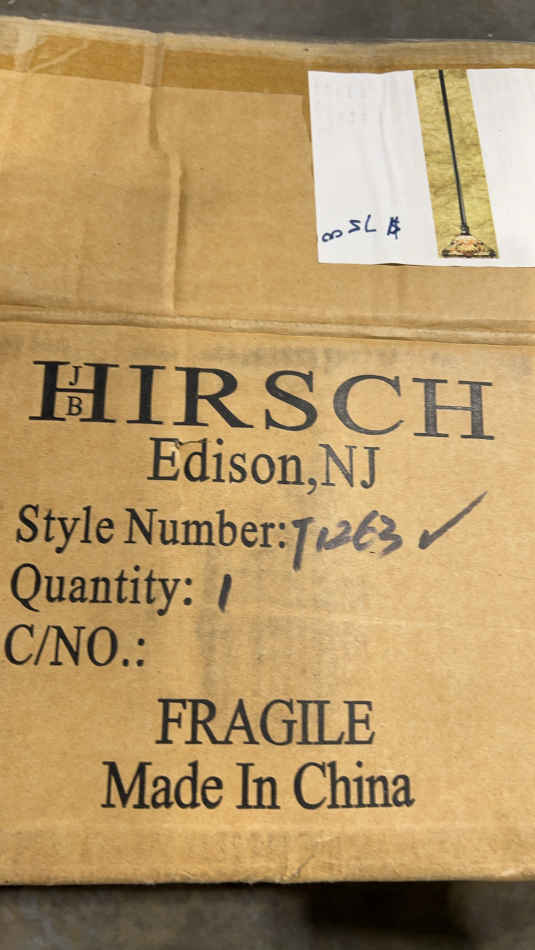 JB HIRSCH
Edison,NJ
Style Number: T1263 ✓
Quantity: 1
C/NO.:
FRAGILE
Made In China